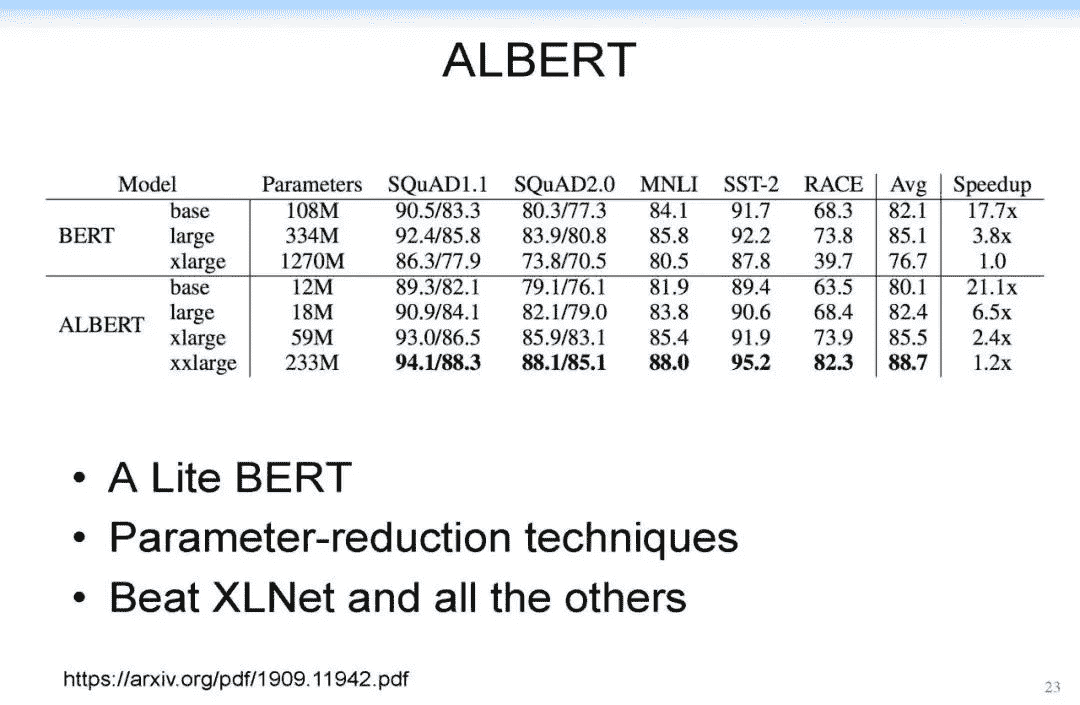 ALBERT
Model Parameters SQuAD1.1 SQuAD2.0 MNLI SST-2 RACE Avg Speedup
base 108M 90.5/83.3 80.3/77.3 84.1 91.7 68.3 82.1 17.7x
BERT large 334M 92.4/85.8 83.9/80.8 85.8 92.2 73.8 85.1 3.8x
xlarge 1270M 86.3/77.9 73.8/70.5 80.5 87.8 39.7 76.7 1.0
base 12M 89.3/82.1 79.1/76.1 81.9 89.4 63.5 80.1 21.1x
ALBERT large 18M 90.9/84.1 82.1/79.0 83.8 90.6 68.4 82.4 6.5x
xlarge 59M 93.0/86.5 85.9/83.1 85.4 91.9 73.9 85.5 2.4x
xxlarge 233M 94.1/88.3 88.1/85.1 88.0 95.2 82.3 88.7 1.2x
• A Lite BERT
• Parameter-reduction techniques
• Beat XLNet and all the others
https://arxiv.org/pdf/1909.11942.pdf
23